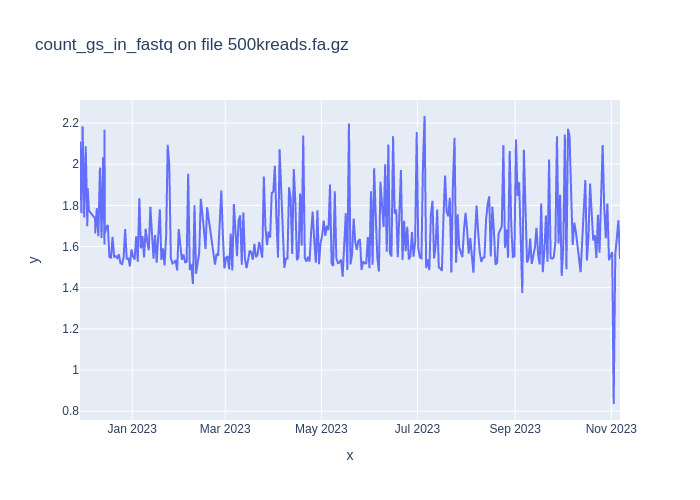 count_gs_in_fastq on file 500kreads.fa.gz
2.2
2
1.8
1.6
1.4
1.2
1
0.8
y
Jan 2023
Mar 2023
May 2023
Jul 2023
Sep 2023
Nov 2023
x